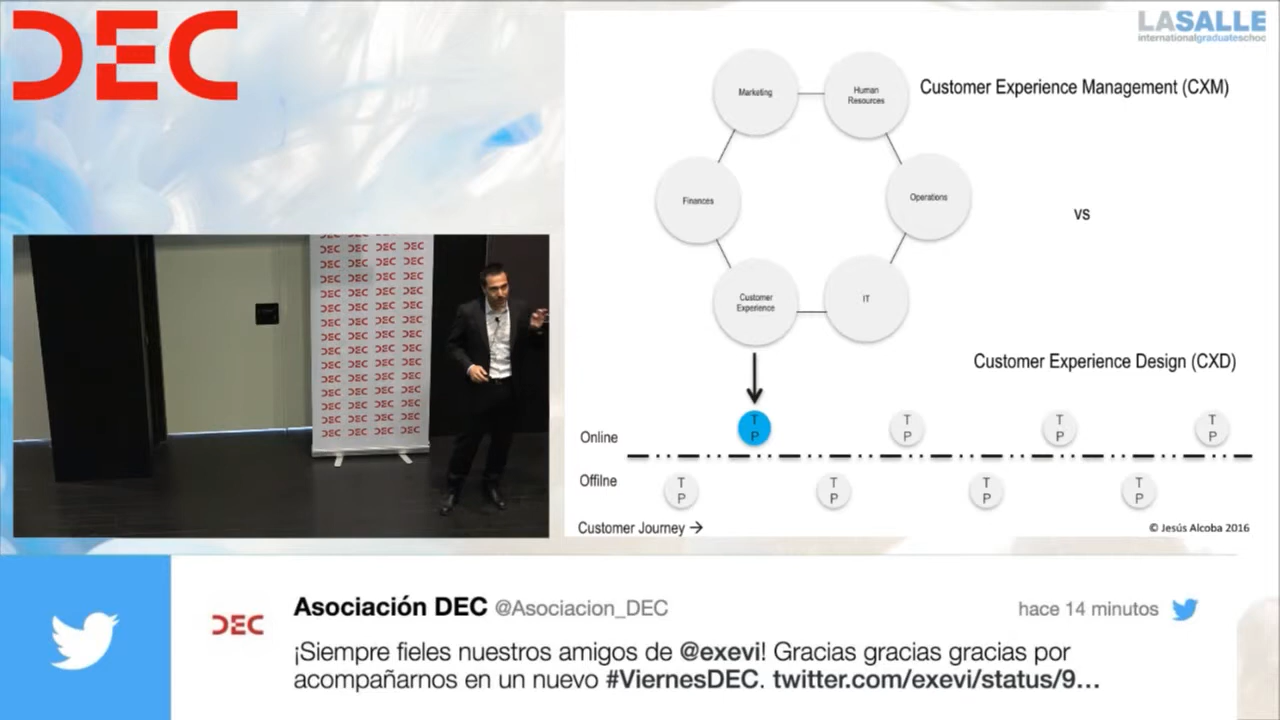 DEC
LASALLE
internationalgraduateschoc
Customer Experience Management (CXM)
Marketing
Human
Resources
Finances
Operations
vs
Customer
Experience
IT
Customer Experience Design (CXD)
Online
T
P
T
P
T
P
T
P
Offilne
T
P
T
P
T
P
T
P
Customer Journey →
© Jesús Alcoba 2016
DEC
Asociación DEC @Asociacion_DEC
hace 14 minutos
¡Siempre fieles nuestros amigos de @exevi! Gracias gracias gracias por
acompañarnos en un nuevo #ViernesDEC. twitter.com/exevi/status/9...